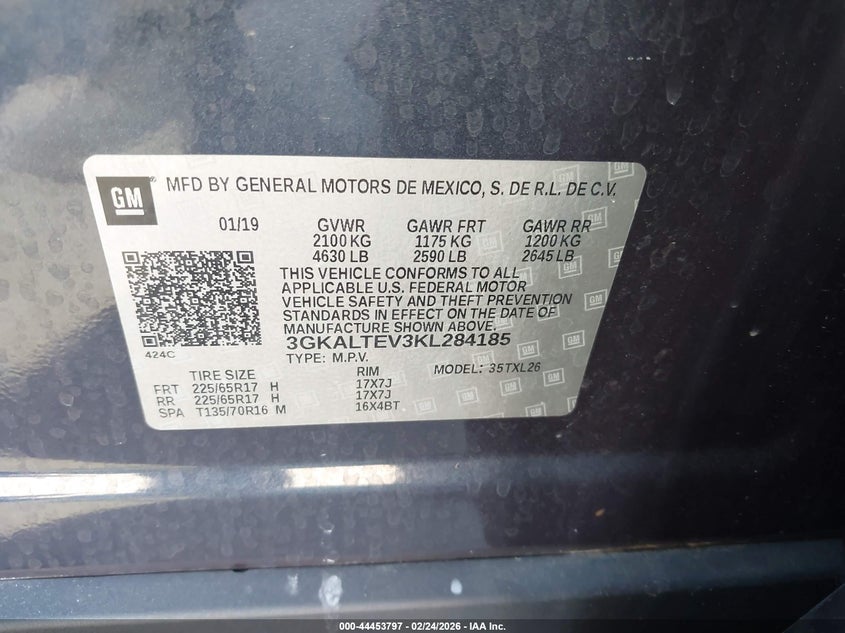 GM
MFD BY GENERAL MOTORS DE MEXICO, S. DE R.L. DE C.V.
01/19 GVWR GAWR FRT GAWR RR
2100 KG 1175 KG 1200 KG
4630 LB 2590 LB 2645 LB
THIS VEHICLE CONFORMS TO ALL
APPLICABLE U.S. FEDERAL MOTOR
VEHICLE SAFETY AND THEFT PREVENTION
STANDARDS IN EFFECT ON THE DATE OF
MANUFACTURE SHOWN ABOVE.
424C
3GKALTEV3KL284185
TYPE: M.P.V. MODEL: 35TXL26
TIRE SIZE RIM
FRT 225/65R17 H 17X7J
RR 225/65R17 H 17X7J
SPA T135/70R16 M 16X4BT
000-44453797 - 02/24/2026 - IAA Inc.